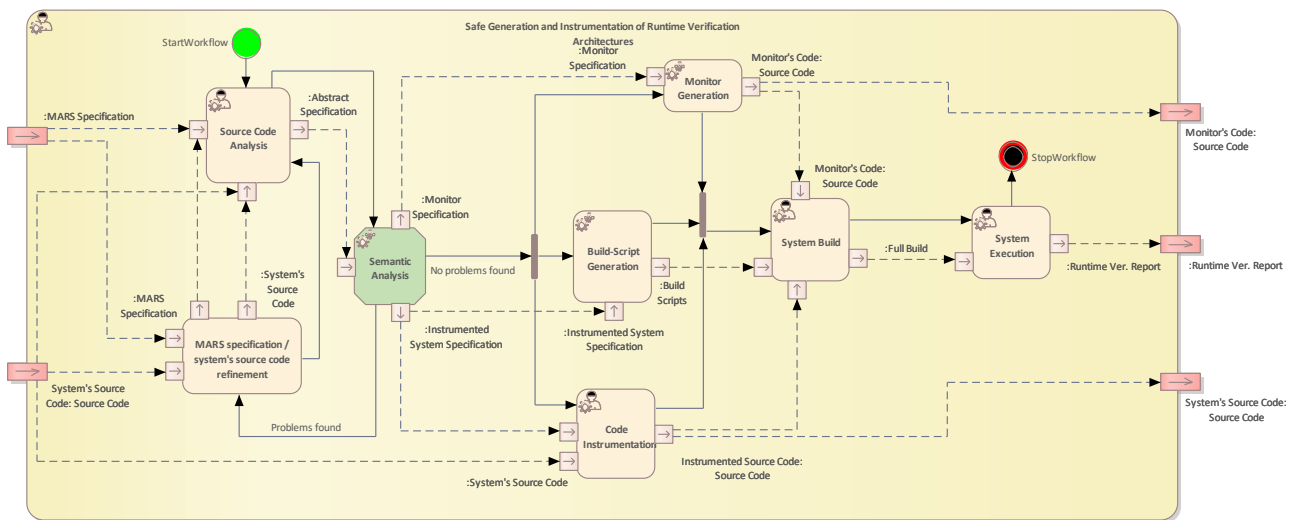 Safe Generation and Instrumentation of Runtime Verification
Architectures
StartWorkflow
:Monitor
Specification
Monitor's Code:
Source Code
Monitor
Generation
:MARS Specification
:Abstract
Specification
Source Code
Analysis
Monitor's Code:
Source Code
StopWorkflow
Monitor's Code:
Source Code
:Monitor
Specification
Semantic
Analysis
No problems found
Build-Script
Generation
:Build
Scripts
System Build
:Full Build
System
Execution
:Runtime Ver. Report
:Runtime Ver. Report
:System's
Source
Code
:MARS
Specification
:Instrumented
System Specification
:Instrumented System
Specification
MARS specification /
system's source code
refinement
System's Source
Code: Source Code
Problems found
Code
Instrumentation
System's Source Code:
Source Code
Instrumented Source Code:
Source Code
:System's Source Code